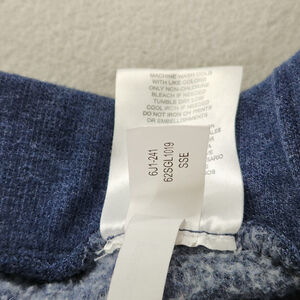 MACHINE WASH COLD
WITH LIKE COLORS
ONLY NON-CHLORINE
BLEACH IF NEEDED
TUMBLE DRY LOW
COOL IRON IF NEEDED
DO NOT IRON ON PRINTS
OR EMBELLISHMENTS
6J1-241
62SGL1019
SSE